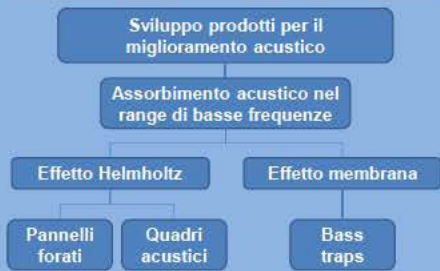 Sviluppo prodotti per il
miglioramento acustico
Assorbimento acustico nel
range di basse frequenze
Effetto Helmholtz
Effetto membrana
Pannelli
forati
Quadri
acustici
Bass
traps